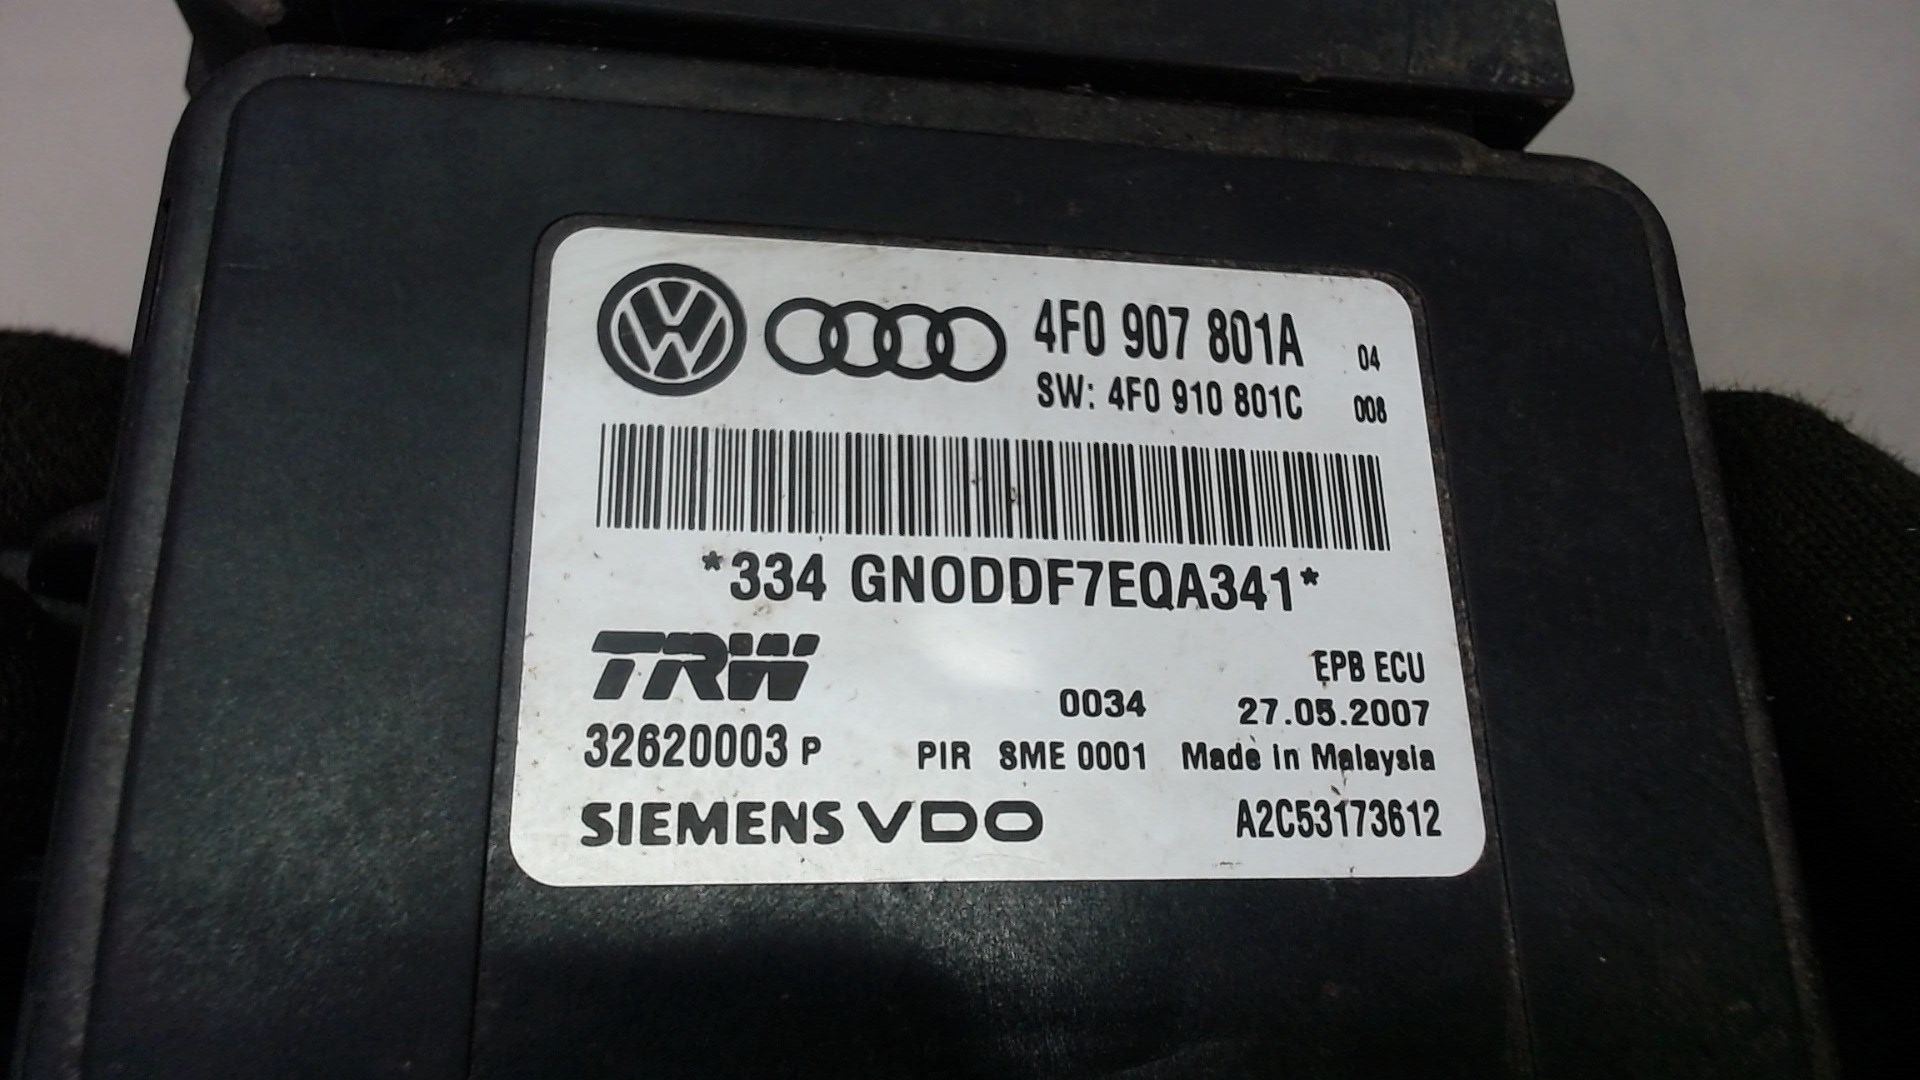 4F0 907 801A 04
SW: 4F0 910 801C 008
*334 GNODDF7EQA341*
TRW EPB ECU
0034 27.05.2007
32620003 P PIR SME 0001 Made in Malaysia
SIEMENS VDO A2C53173612